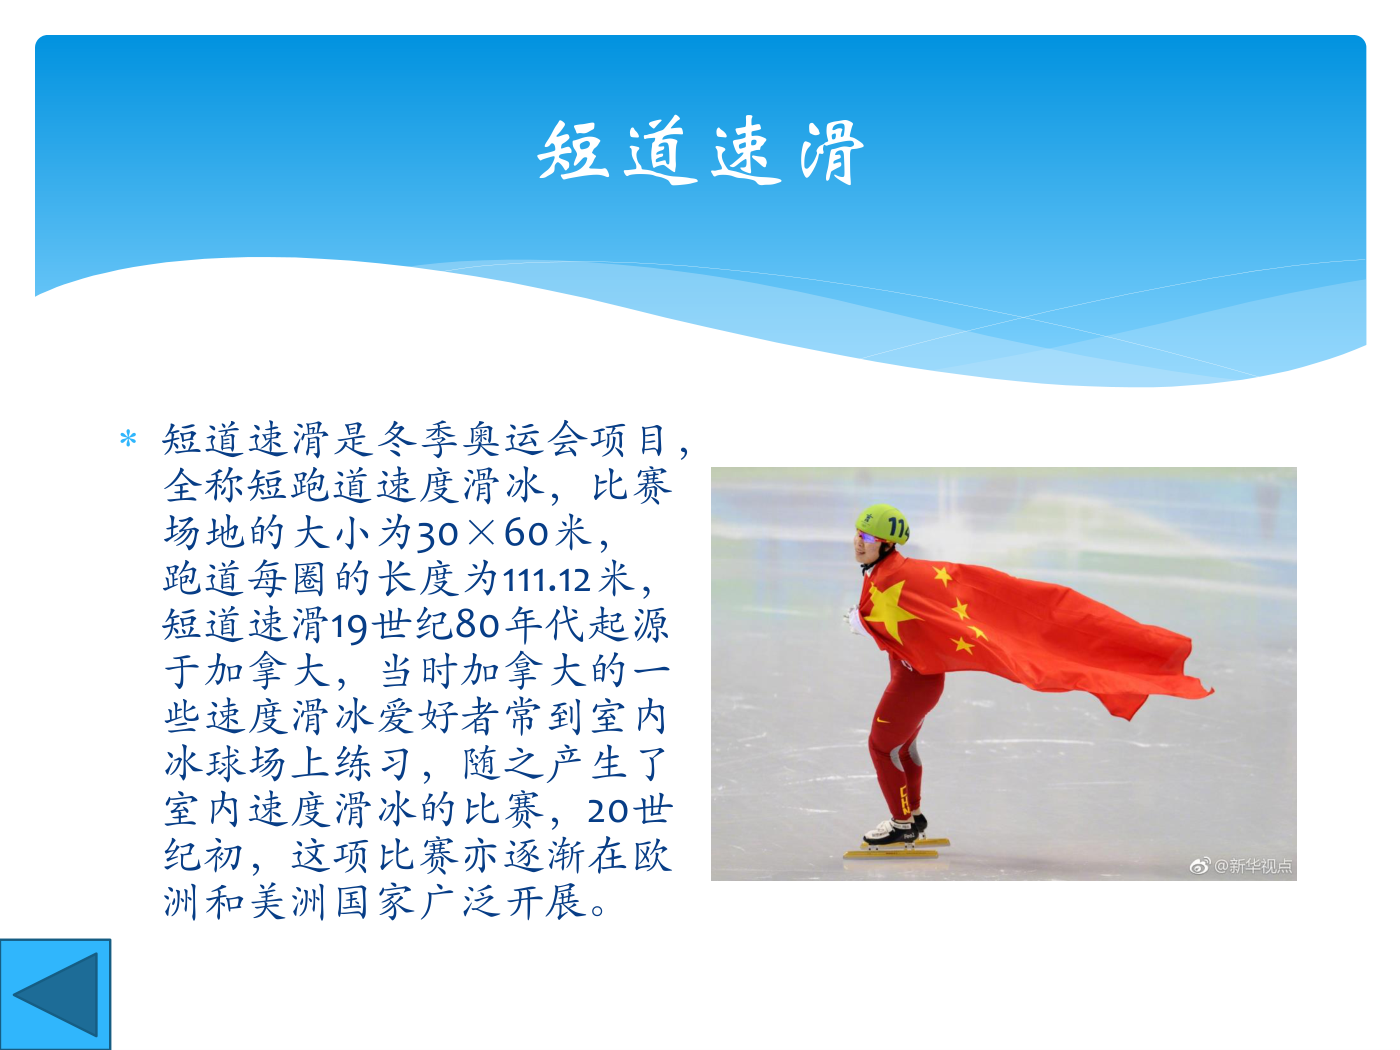 短道速滑
* 短道速滑是冬季奥运会项目，
全称短跑道速度滑冰，比赛
场地的大小为30×60米，
跑道每圈的长度为111.12米，
短道速滑19世纪80年代起源
于加拿大，当时加拿大的一
些速度滑冰爱好者常到室内
冰球场上练习，随之产生了
室内速度滑冰的比赛，20世
纪初，这项比赛亦逐渐在欧
洲和美洲国家广泛开展。
114
@新华视点